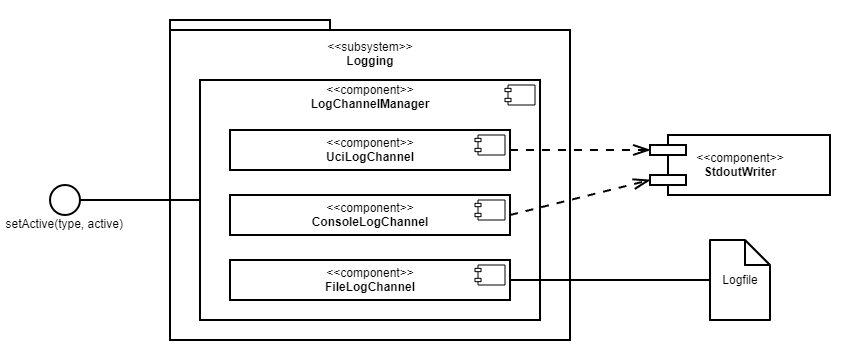 <<subsystem>>
Logging
<<component>>
LogChannelManager
<<component>>
UciLogChannel
<<component>>
StdoutWriter
setActive(type, active)
<<component>>
ConsoleLogChannel
<<component>>
FileLogChannel
Logfile